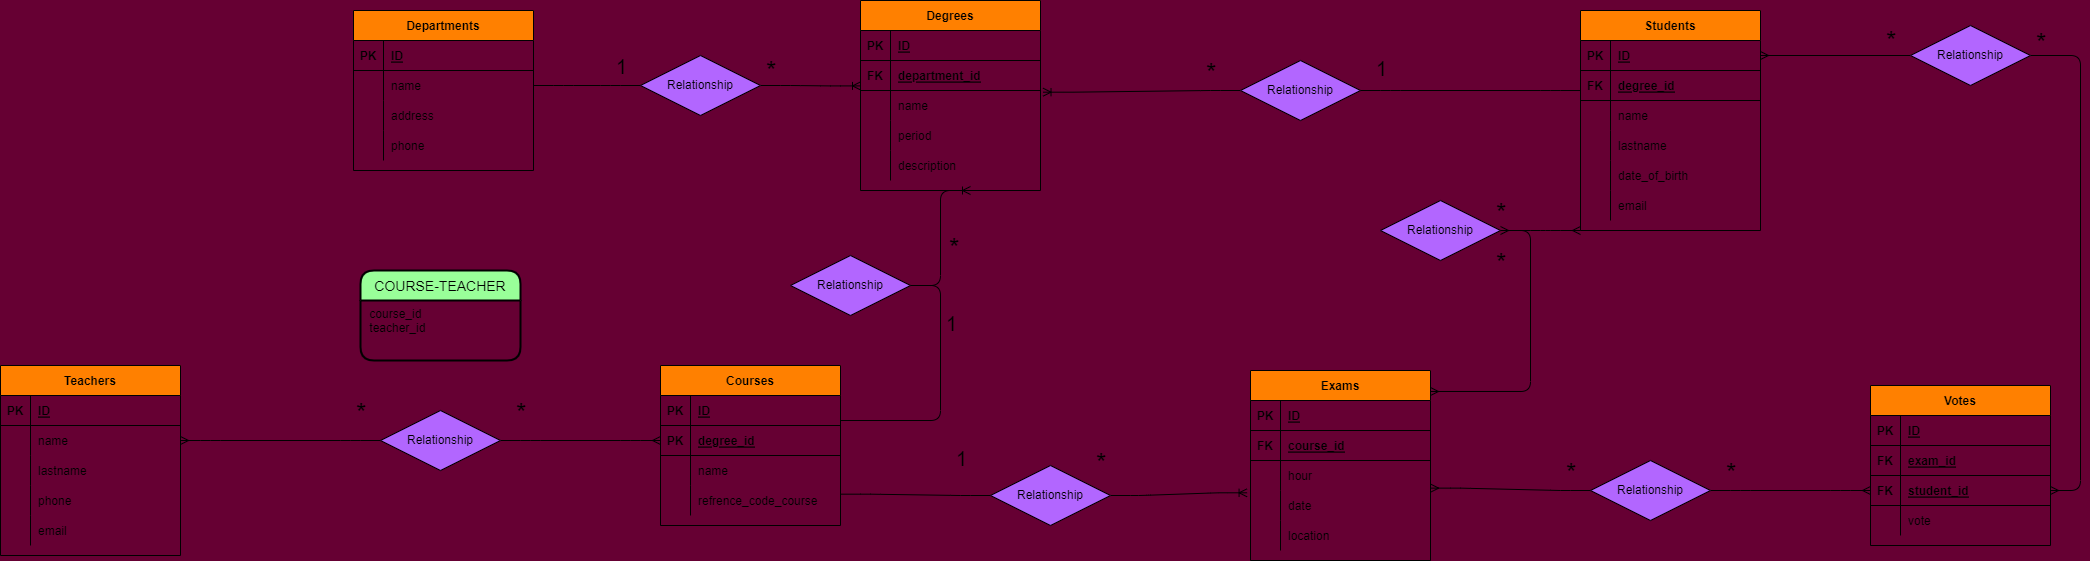 Departments
PK ID
name
address
phone
1
Relationship
*
Degrees
PK ID
FK department_id
name
period
description
*
Relationship
1
Students
PK ID
FK degree_id
name
lastname
date_of_birth
email
*
Relationship
*
Relationship
*
*
*
Relationship
1
COURSE-TEACHER
course_id
teacher_id
Teachers
PK ID
name
lastname
phone
email
*
Relationship
*
Courses
PK ID
PK degree_id
name
refrence_code_course
1
Relationship
*
Exams
PK ID
FK course_id
hour
date
location
*
Relationship
*
Votes
PK ID
FK exam_id
FK student_id
vote